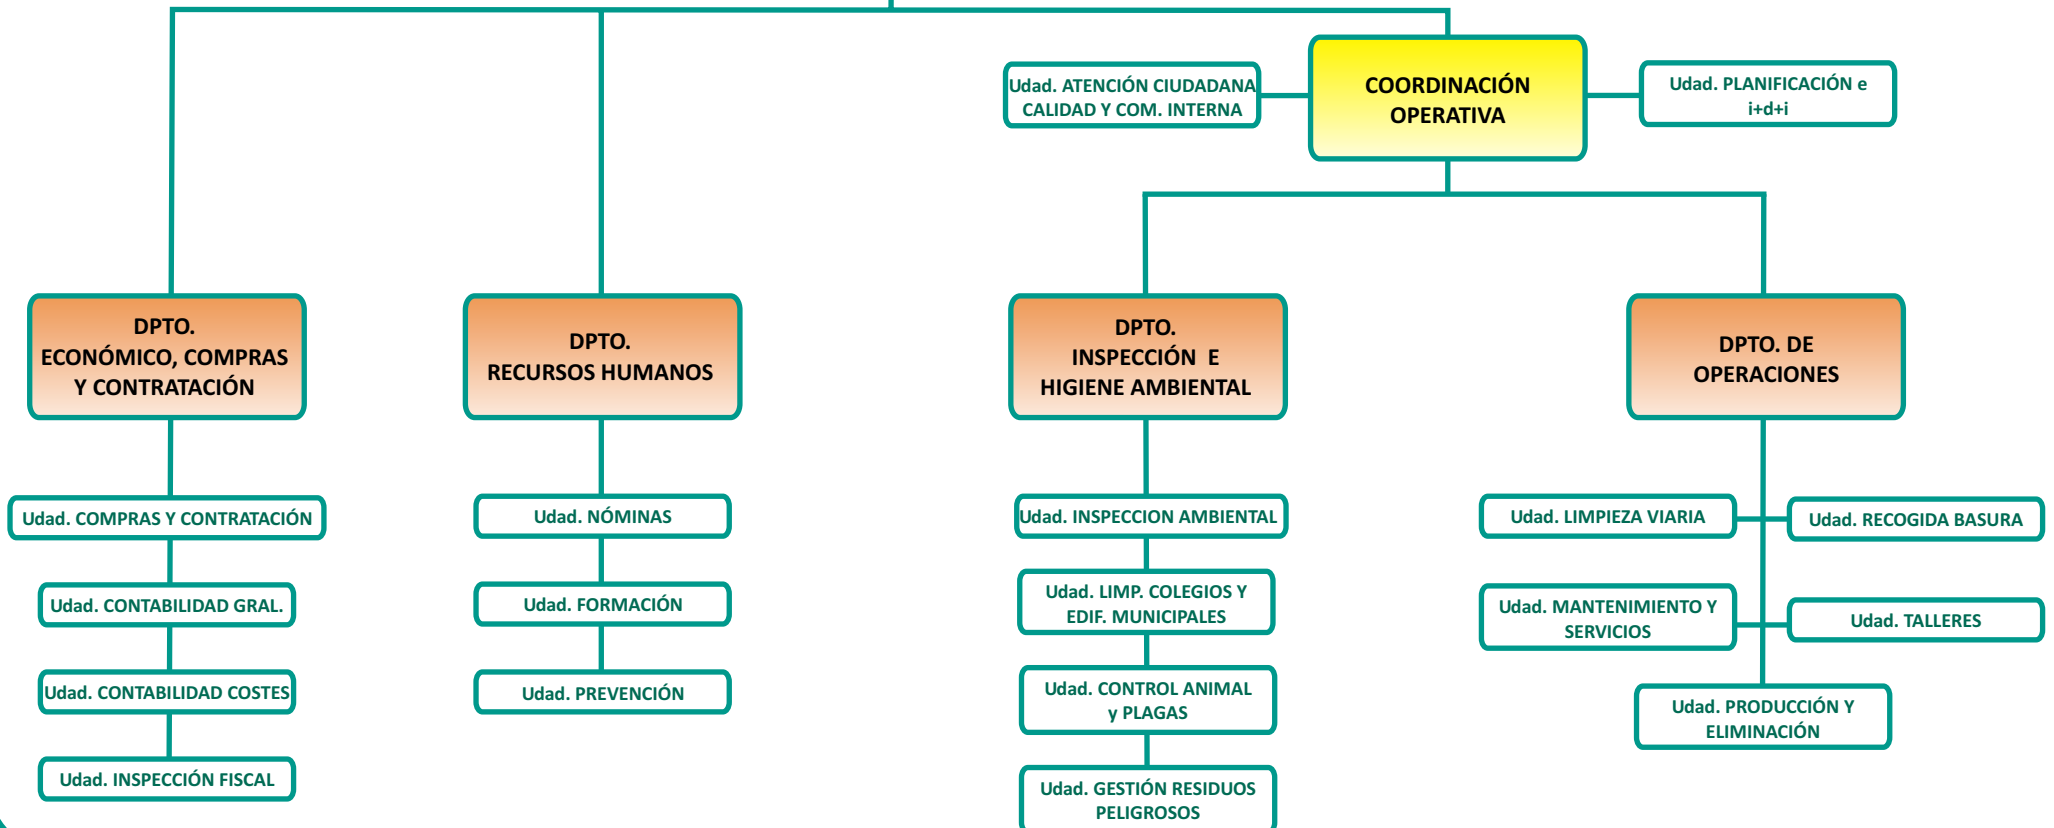 Udad. ATENCIÓN CIUDADANA
CALIDAD Y COM. INTERNA
COORDINACIÓN
OPERATIVA
Udad. PLANIFICACIÓN e
i+d+i
DPTO.
ECONÓMICO, COMPRAS
Y CONTRATACIÓN
DPTO.
RECURSOS HUMANOS
DPTO.
INSPECCIÓN E
HIGIENE AMBIENTAL
DPTO. DE
OPERACIONES
Udad. COMPRAS Y CONTRATACIÓN
Udad. CONTABILIDAD GRAL.
Udad. CONTABILIDAD COSTES
Udad. INSPECCIÓN FISCAL
Udad. NÓMINAS
Udad. FORMACIÓN
Udad. PREVENCIÓN
Udad. INSPECCION AMBIENTAL
Udad. LIMP. COLEGIOS Y
EDIF. MUNICIPALES
Udad. CONTROL ANIMAL
y PLAGAS
Udad. GESTIÓN RESIDUOS
PELIGROSOS
Udad. LIMPIEZA VIARIA
Udad. RECOGIDA BASURA
Udad. MANTENIMIENTO Y
SERVICIOS
Udad. TALLERES
Udad. PRODUCCIÓN Y
ELIMINACIÓN